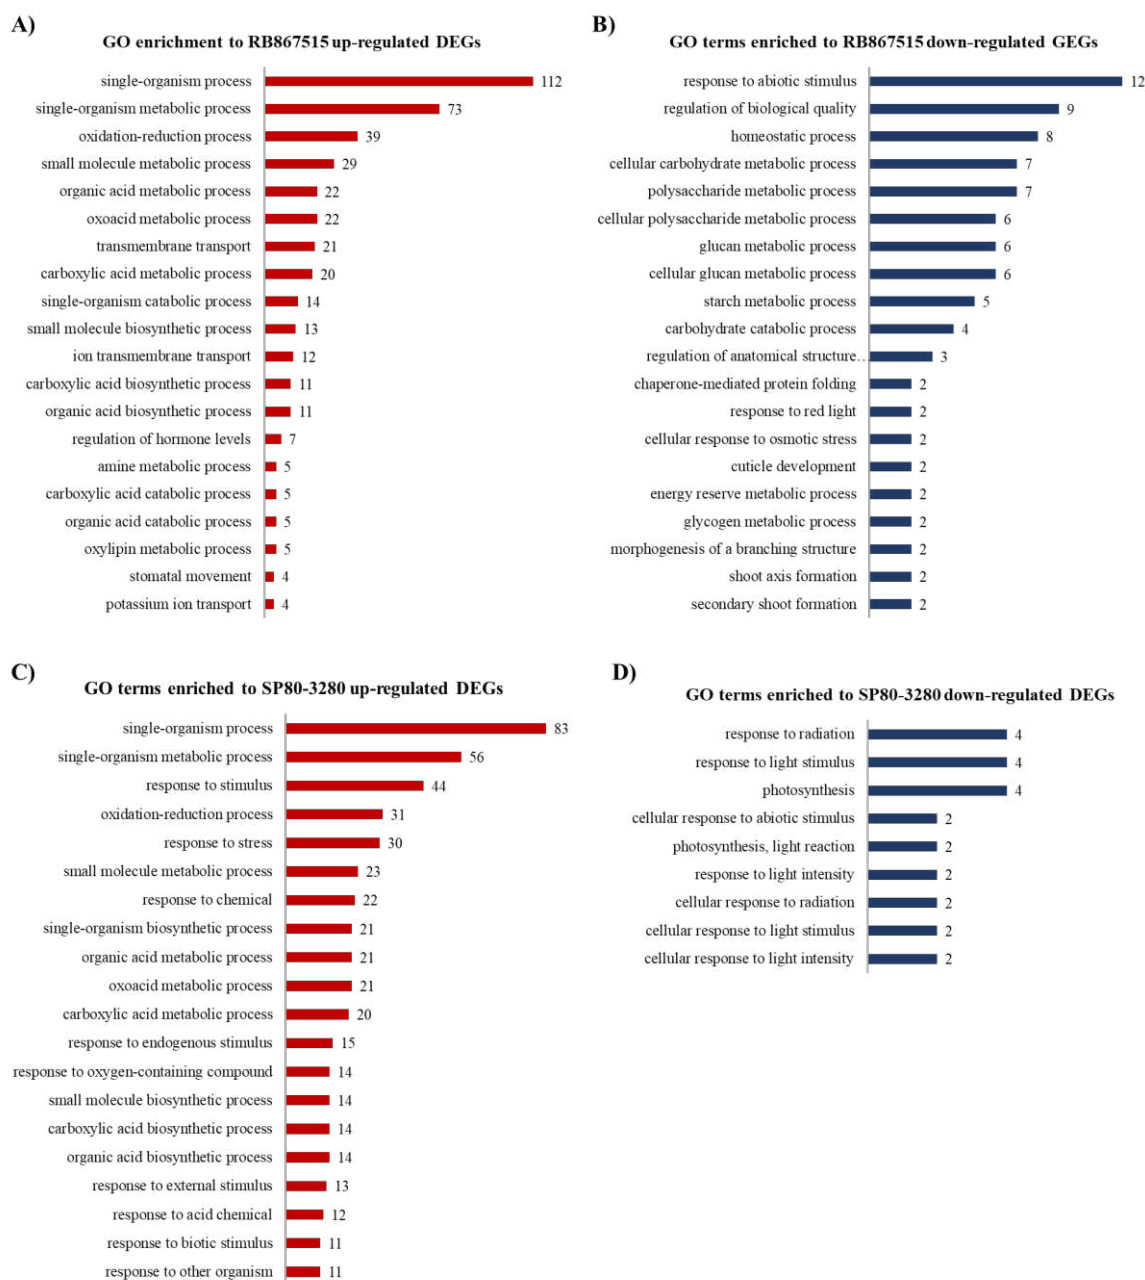 A)
GO enrichment to RB867515 up-regulated DEGs
single-organism process 112
single-organism metabolic process 73
oxidation-reduction process 39
small molecule metabolic process 29
organic acid metabolic process 22
oxoacid metabolic process 22
transmembrane transport 21
carboxylic acid metabolic process 20
single-organism catabolic process 14
small molecule biosynthetic process 13
ion transmembrane transport 12
carboxylic acid biosynthetic process 11
organic acid biosynthetic process 11
regulation of hormone levels 7
amine metabolic process 5
carboxylic acid catabolic process 5
organic acid catabolic process 5
oxylipin metabolic process 5
stomatal movement 4
potassium ion transport 4
B)
GO terms enriched to RB867515 down-regulated GEGs
response to abiotic stimulus 12
regulation of biological quality 9
homeostatic process 8
cellular carbohydrate metabolic process 7
polysaccharide metabolic process 7
cellular polysaccharide metabolic process 6
glucan metabolic process 6
cellular glucan metabolic process 6
starch metabolic process 5
carbohydrate catabolic process 4
regulation of anatomical structure… 3
chaperone-mediated protein folding 2
response to red light 2
cellular response to osmotic stress 2
cuticle development 2
energy reserve metabolic process 2
glycogen metabolic process 2
morphogenesis of a branching structure 2
shoot axis formation 2
secondary shoot formation 2
C)
GO terms enriched to SP80-3280 up-regulated DEGs
single-organism process 83
single-organism metabolic process 56
response to stimulus 44
oxidation-reduction process 31
response to stress 30
small molecule metabolic process 23
response to chemical 22
single-organism biosynthetic process 21
organic acid metabolic process 21
oxoacid metabolic process 21
carboxylic acid metabolic process 20
response to endogenous stimulus 15
response to oxygen-containing compound 14
small molecule biosynthetic process 14
carboxylic acid biosynthetic process 14
organic acid biosynthetic process 14
response to external stimulus 13
response to acid chemical 12
response to biotic stimulus 11
response to other organism 11
D)
GO terms enriched to SP80-3280 down-regulated DEGs
response to radiation 4
response to light stimulus 4
photosynthesis 4
cellular response to abiotic stimulus 2
photosynthesis, light reaction 2
response to light intensity 2
cellular response to radiation 2
cellular response to light stimulus 2
cellular response to light intensity 2